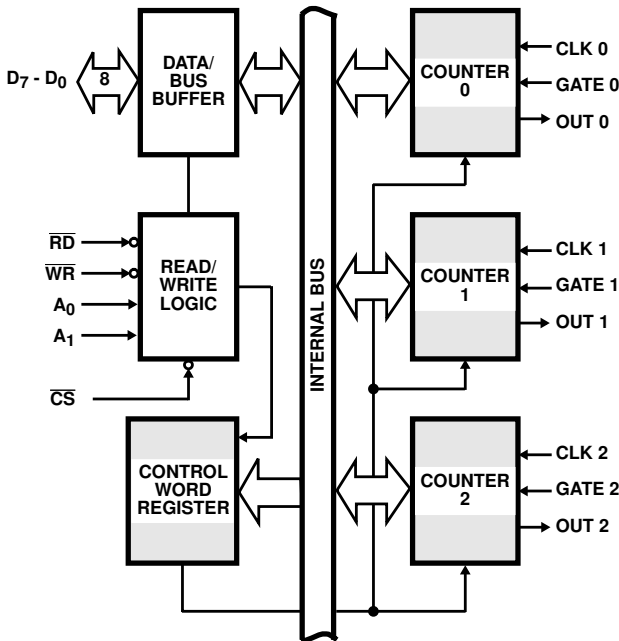 D7 - D0
8
DATA/
BUS
BUFFER
COUNTER
0
CLK 0
GATE 0
OUT 0
RD
WR
A0
A1
CS
READ/
WRITE
LOGIC
INTERNAL BUS
COUNTER
1
CLK 1
GATE 1
OUT 1
CONTROL
WORD
REGISTER
COUNTER
2
CLK 2
GATE 2
OUT 2